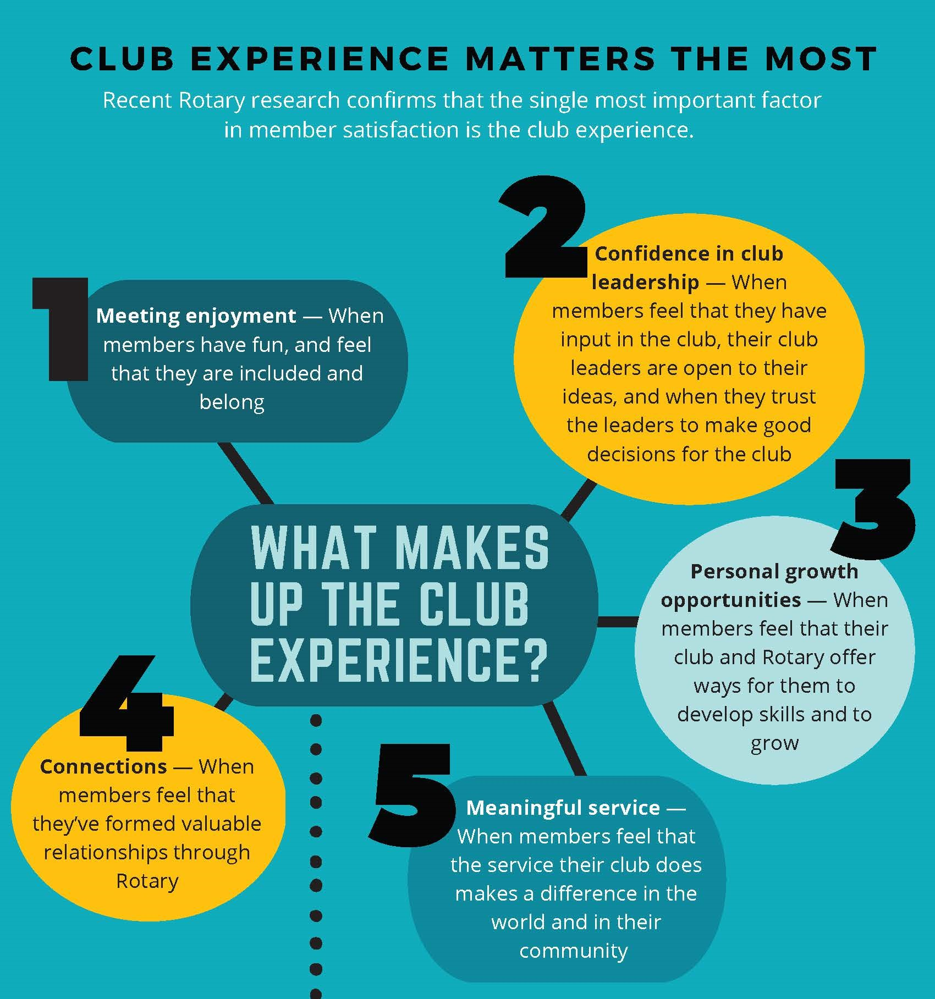 CLUB EXPERIENCE MATTERS THE MOST
Recent Rotary research confirms that the single most important factor
in member satisfaction is the club experience.
1
Meeting enjoyment — When
members have fun, and feel
that they are included and
belong
2
Confidence in club
leadership — When
members feel that they have
input in the club, their club
leaders are open to their
ideas, and when they trust
the leaders to make good
decisions for the club
WHAT MAKES
UP THE CLUB
EXPERIENCE?
3
Personal growth
opportunities — When
members feel that their
club and Rotary offer
ways for them to
develop skills and to
grow
4
Connections — When
members feel that
they’ve formed valuable
relationships through
Rotary
5
Meaningful service —
When members feel that
the service their club does
makes a difference in the
world and in their
community